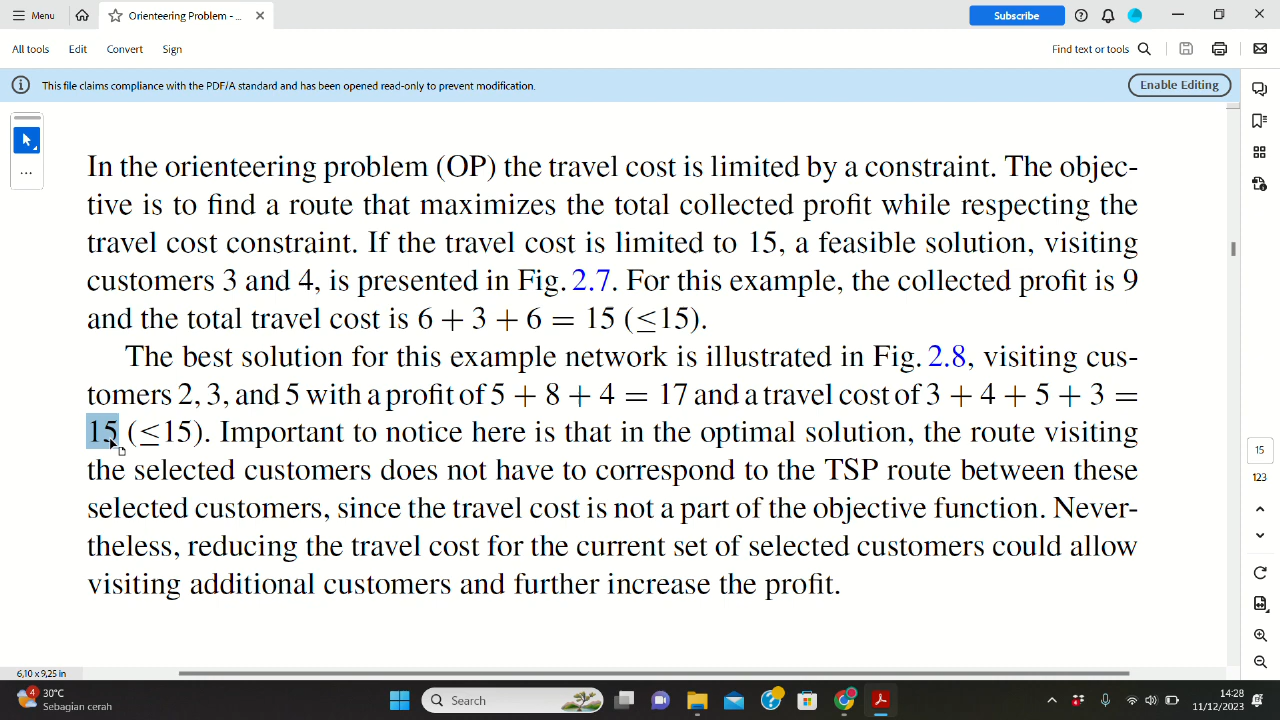 Menu
Orienteering Problem - ...
Subscribe
All tools Edit Convert Sign
Find text or tools
This file claims compliance with the PDF/A standard and has been opened read-only to prevent modification.
Enable Editing
In the orienteering problem (OP) the travel cost is limited by a constraint. The objec-
tive is to find a route that maximizes the total collected profit while respecting the
travel cost constraint. If the travel cost is limited to 15, a feasible solution, visiting
customers 3 and 4, is presented in Fig. 2.7. For this example, the collected profit is 9
and the total travel cost is 6 + 3 + 6 = 15 (≤15).
The best solution for this example network is illustrated in Fig. 2.8, visiting cus-
tomers 2, 3, and 5 with a profit of 5 + 8 + 4 = 17 and a travel cost of 3 + 4 + 5 + 3 =
15 (≤15). Important to notice here is that in the optimal solution, the route visiting
the selected customers does not have to correspond to the TSP route between these
selected customers, since the travel cost is not a part of the objective function. Never-
theless, reducing the travel cost for the current set of selected customers could allow
visiting additional customers and further increase the profit.
15
123
6,10 x 9,25 in
4
30°C
Sebagian cerah
Search
14:28
11/12/2023